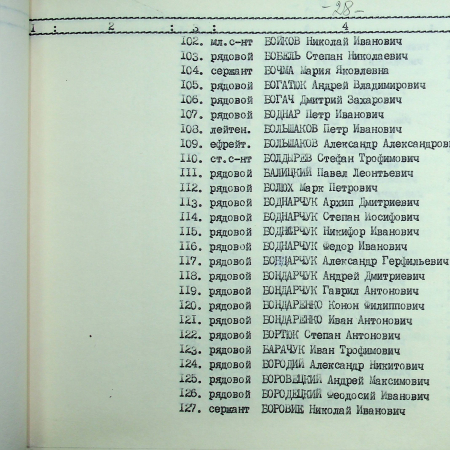 -28-
1 : 2 : 3 : 4
102. мл.с-нт БОЙКОВ Николай Иванович
103. рядовой БОБЕЛЬ Степан Николаевич
104. сержант БОЧМА Мария Яковлевна
105. рядовой БОГАТЮК Андрей Владимирович
106. рядовой БОГАЧ Дмитрий Захарович
107. рядовой БОДНАР Петр Иванович
108. лейтен. БОЛЬШАКОВ Петр Иванович
109. ефрейт. БОЛЬШАКОВ Александр Александров
110. ст.с-нт БОЛДЫРЕВ Стефан Трофимович
111. рядовой БАЛИЦКИЙ Павел Леонтьевич
112. рядовой БОЛЮХ Марк Петрович
113. рядовой БОДНАРЧУК Архип Дмитриевич
114. рядовой БОДНАРЧУК Степан Иосифович
115. рядовой БОДНАРЧУК Никифор Иванович
116. рядовой БОДНАРЧУК Федор Иванович
117. рядовой БОНДАРЧУК Александр Герфильевич
118. рядовой БОНДАРЧУК Андрей Дмитриевич
119. рядовой БОНДАРЧУК Гаврил Антонович
120. рядовой БОНДАРЕНКО Конон Филиппович
121. рядовой БОНДАРЕНКО Иван Антонович
122. рядовой БОРТЮК Степан Антонович
123. рядовой БАРАЧУК Иван Трофимович
124. рядовой БОРОДИЙ Александр Никитович
125. рядовой БОРОВЕЦКИЙ Андрей Максимович
126. рядовой БОРОДЕЦКИЙ Феодосий Иванович
127. сержант БОРОВИК Николай Иванович